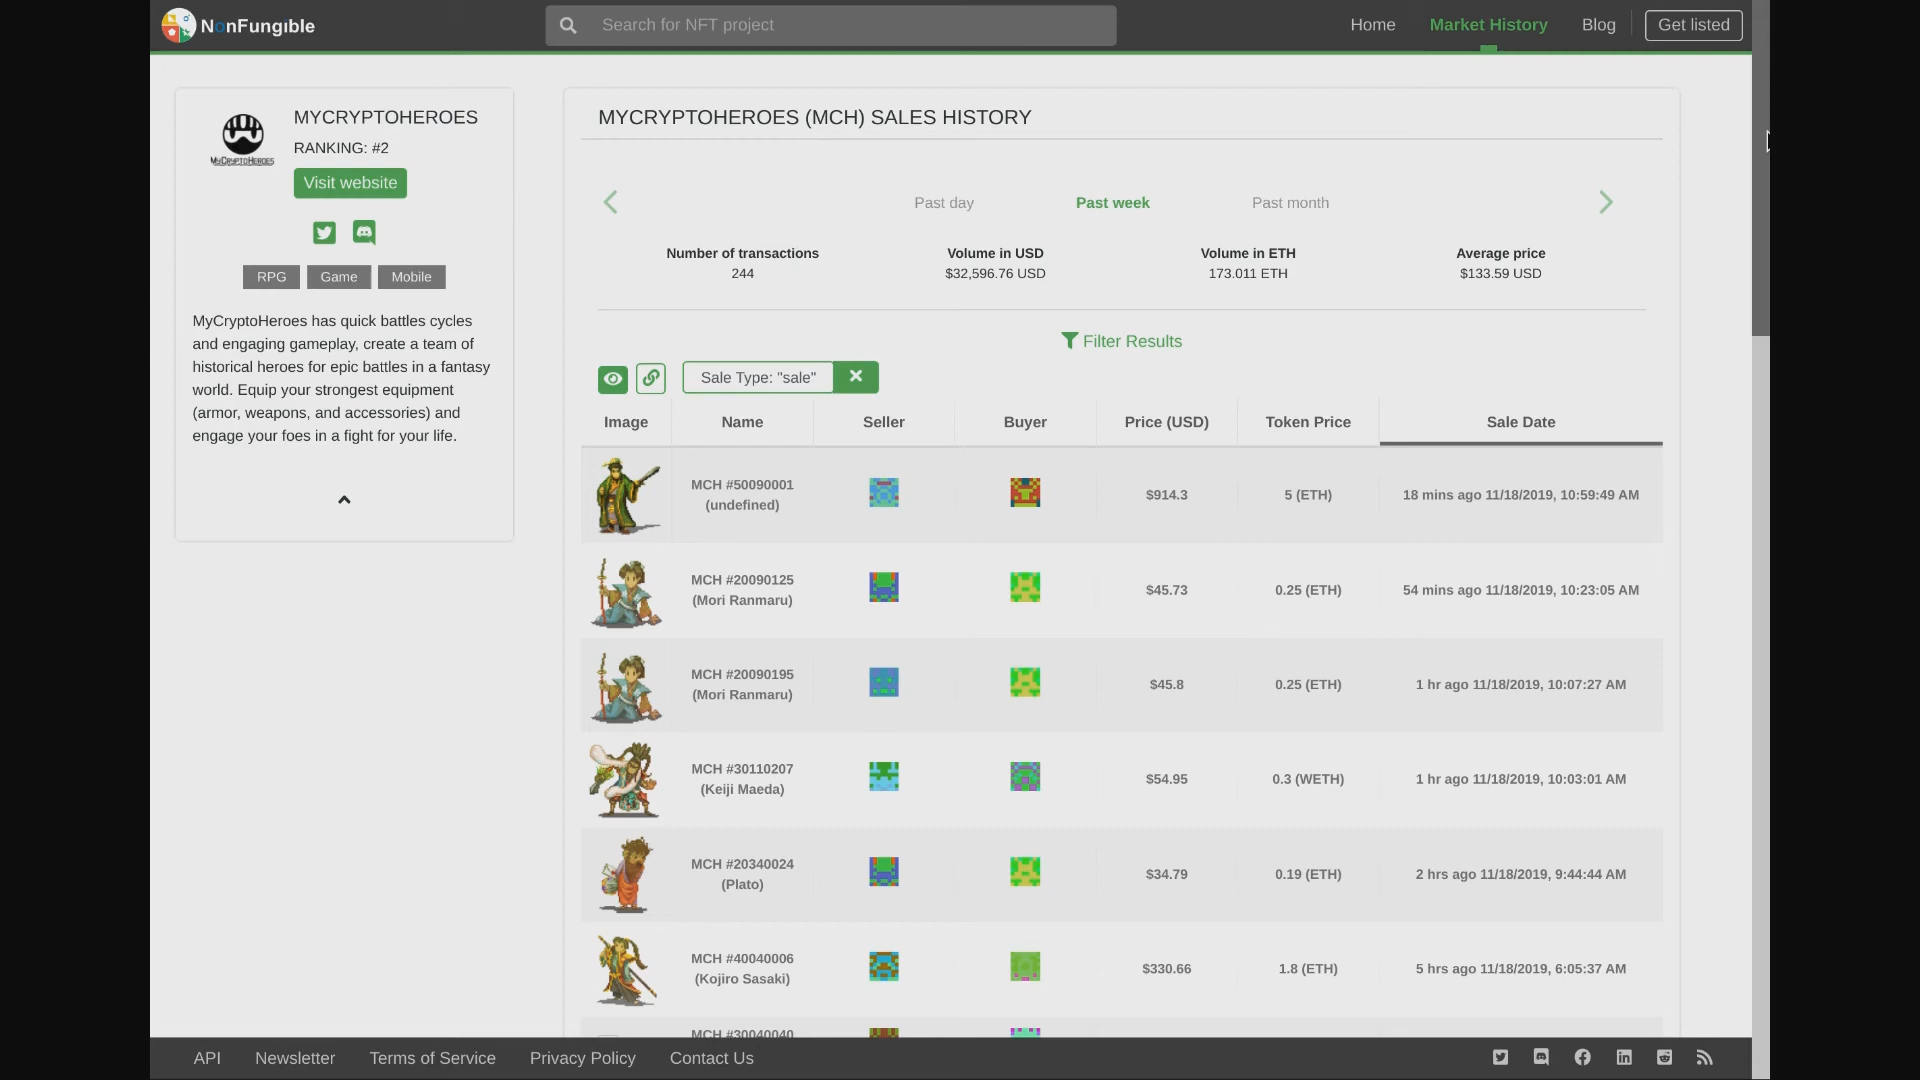 NonFungible
Search for NFT project
Home
Market History
Blog
Get listed
MYCRYPTOHEROES
RANKING: #2
Visit website
MYCRYPTOHEROES
RPG
Game
Mobile
MyCryptoHeroes has quick battles cycles
and engaging gameplay, create a team of
historical heroes for epic battles in a fantasy
world. Equip your strongest equipment
(armor, weapons, and accessories) and
engage your foes in a fight for your life.
MYCRYPTOHEROES (MCH) SALES HISTORY
Past day
Past week
Past month
Number of transactions
244
Volume in USD
$32,596.76 USD
Volume in ETH
173.011 ETH
Average price
$133.59 USD
Filter Results
Sale Type: "sale"
Image
Name
Seller
Buyer
Price (USD)
Token Price
Sale Date
MCH #50090001
(undefined)
$914.3
5 (ETH)
18 mins ago 11/18/2019, 10:59:49 AM
MCH #20090125
(Mori Ranmaru)
$45.73
0.25 (ETH)
54 mins ago 11/18/2019, 10:23:05 AM
MCH #20090195
(Mori Ranmaru)
$45.8
0.25 (ETH)
1 hr ago 11/18/2019, 10:07:27 AM
MCH #30110207
(Keiji Maeda)
$54.95
0.3 (WETH)
1 hr ago 11/18/2019, 10:03:01 AM
MCH #20340024
(Plato)
$34.79
0.19 (ETH)
2 hrs ago 11/18/2019, 9:44:44 AM
MCH #40040006
(Kojiro Sasaki)
$330.66
1.8 (ETH)
5 hrs ago 11/18/2019, 6:05:37 AM
MCH #30040040
API
Newsletter
Terms of Service
Privacy Policy
Contact Us